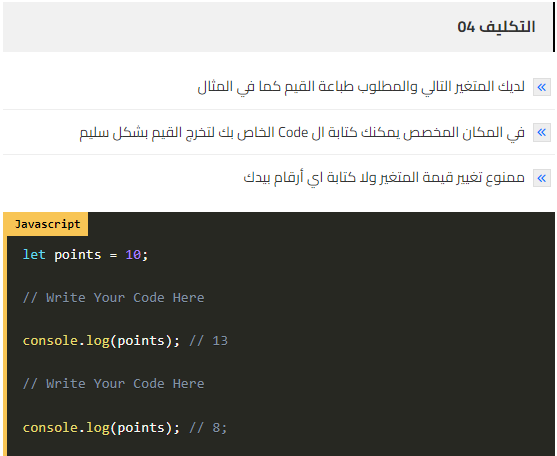 التكليف 04
لديك المتغير التالي والمطلوب طباعة القيم كما في المثال
في المكان المخصص يمكنك كتابة ال Code الخاص بك لتخرج القيم بشكل سليم
ممنوع تغيير قيمة المتغير ولا كتابة اي أرقام بيدك
Javascript
let points = 10;
// Write Your Code Here
console.log(points); // 13
// Write Your Code Here
console.log(points); // 8;